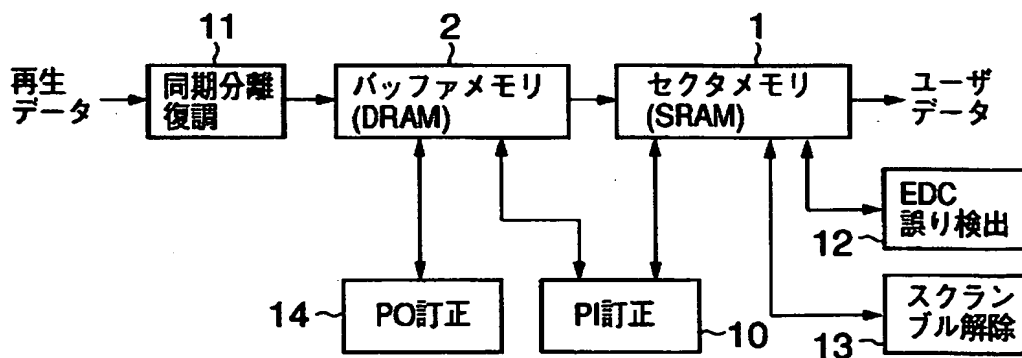 11
2
1
再生
データ
同期分離
復調
バッファメモリ
(DRAM)
セクタメモリ
(SRAM)
ユーザ
データ
EDC
誤り検出
12
14
PO訂正
PI訂正
10
スクラン
ブル解除
13